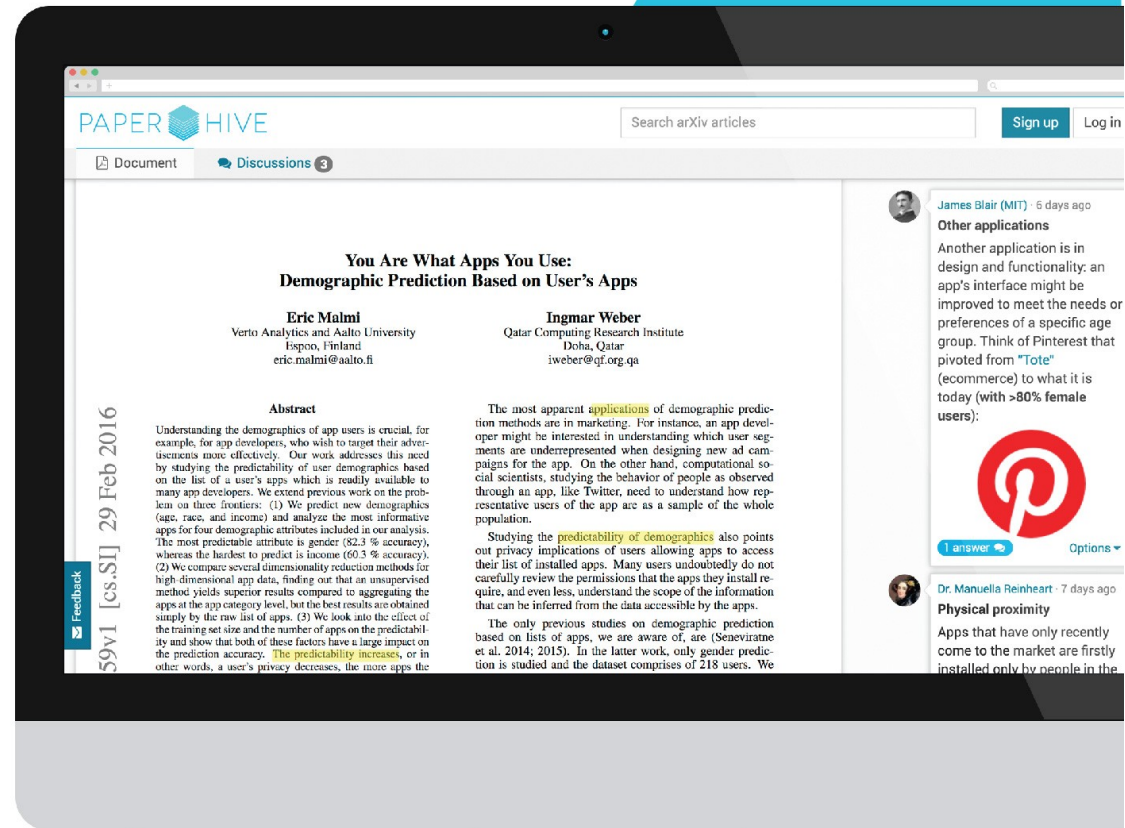 PAPER HIVE
Search arXiv articles
Sign up
Log in
Document
Discussions 3
You Are What Apps You Use:
Demographic Prediction Based on User's Apps
Eric Malmi
Verto Analytics and Aalto University
Espoo, Finland
eric.malmi@aalto.fi
Ingmar Weber
Qatar Computing Research Institute
Doha, Qatar
iweber@qf.org.qa
59v1 [cs.SI] 29 Feb 2016
Feedback
Abstract
Understanding the demographics of app users is crucial, for
example, for app developers, who wish to target their adver-
tisements more effectively. Our work addresses this need
by studying the predictability of user demographics based
on the list of a user's apps which is readily available to
many app developers. We extend previous work on the prob-
lem on three frontiers: (1) We predict new demographics
(age, race, and income) and analyze the most informative
apps for four demographic attributes included in our analysis.
The most predictable attribute is gender (82.3 % accuracy),
whereas the hardest to predict is income (60.3 % accuracy).
(2) We compare several dimensionality reduction methods for
high-dimensional app data, finding out that an unsupervised
method yields superior results compared to aggregating the
apps at the app category level, but the best results are obtained
simply by the raw list of apps. (3) We look into the effect of
the training set size and the number of apps on the predictabil-
ity and show that both of these factors have a large impact on
the prediction accuracy. The predictability increases, or in
other words, a user's privacy decreases, the more apps the
The most apparent applications of demographic predic-
tion methods are in marketing. For instance, an app devel-
oper might be interested in understanding which user seg-
ments are underrepresented when designing new ad cam-
paigns for the app. On the other hand, computational so-
cial scientists, studying the behavior of people as observed
through an app, like Twitter, need to understand how rep-
resentative users of the app are as a sample of the whole
population.
Studying the predictability of demographics also points
out privacy implications of users allowing apps to access
their list of installed apps. Many users undoubtedly do not
carefully review the permissions that the apps they install re-
quire, and even less, understand the scope of the information
that can be inferred from the data accessible by the apps.
The only previous studies on demographic prediction
based on lists of apps, we are aware of, are (Seneviratne
et al. 2014; 2015). In the latter work, only gender predic-
tion is studied and the dataset comprises of 218 users. We
James Blair (MIT) · 6 days ago
Other applications
Another application is in
design and functionality: an
app's interface might be
improved to meet the needs or
preferences of a specific age
group. Think of Pinterest that
pivoted from "Tote"
(ecommerce) to what it is
today (with >80% female
users):
1 answer
Options
Dr. Manuella Reinheart · 7 days ago
Physical proximity
Apps that have only recently
come to the market are firstly
installed only by people in the